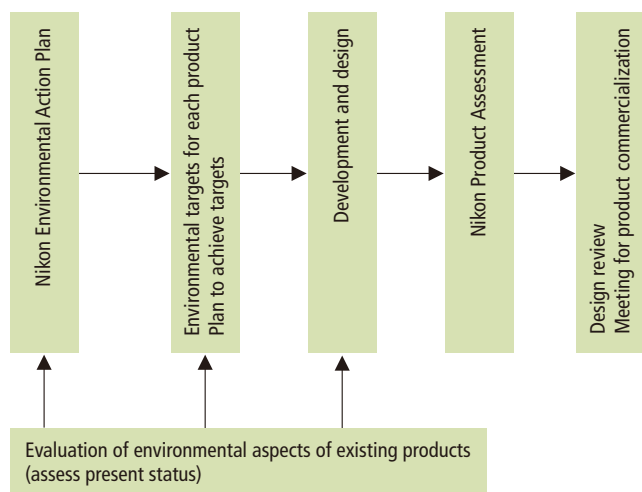 Nikon Environmental Action Plan
Environmental targets for each product
Plan to achieve targets
Development and design
Nikon Product Assessment
Design review
Meeting for product commercialization
Evaluation of environmental aspects of existing products
(assess present status)